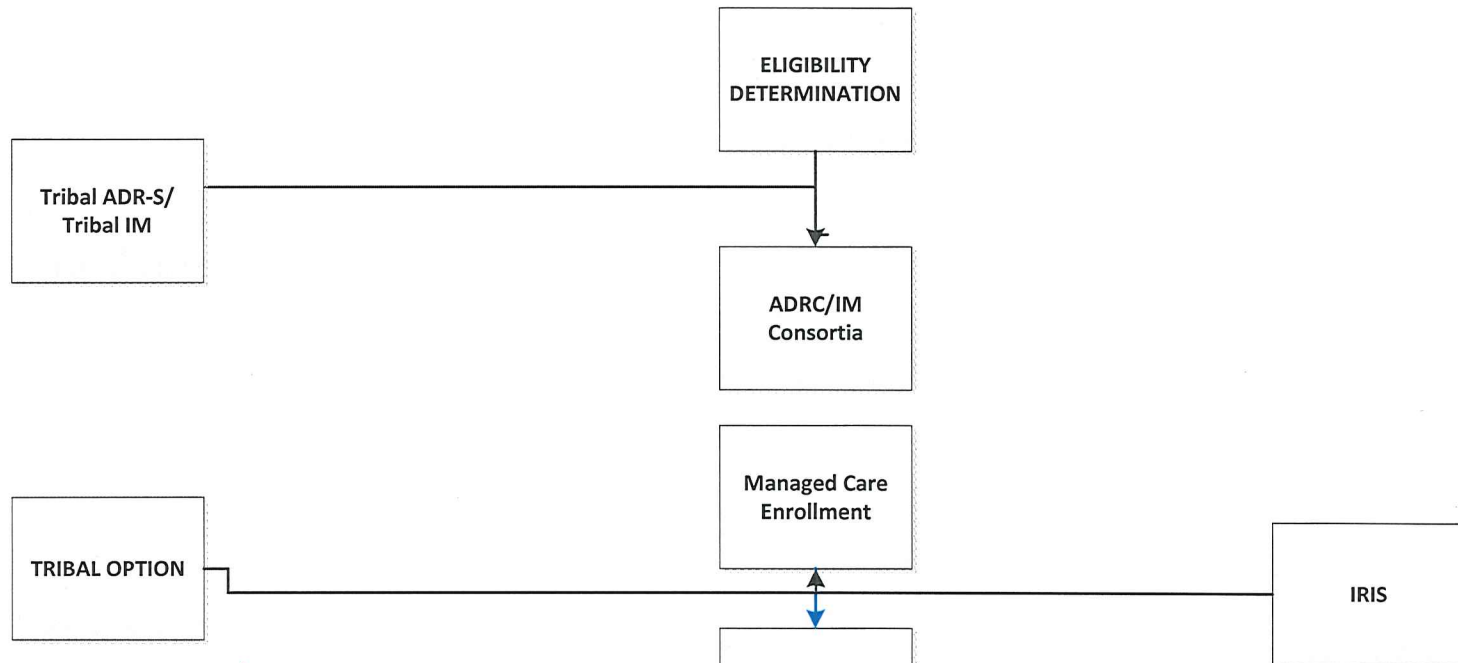 ELIGIBILITY
DETERMINATION
Tribal ADR-S/
Tribal IM
ADRC/IM
Consortia
Managed Care
Enrollment
TRIBAL OPTION
IRIS